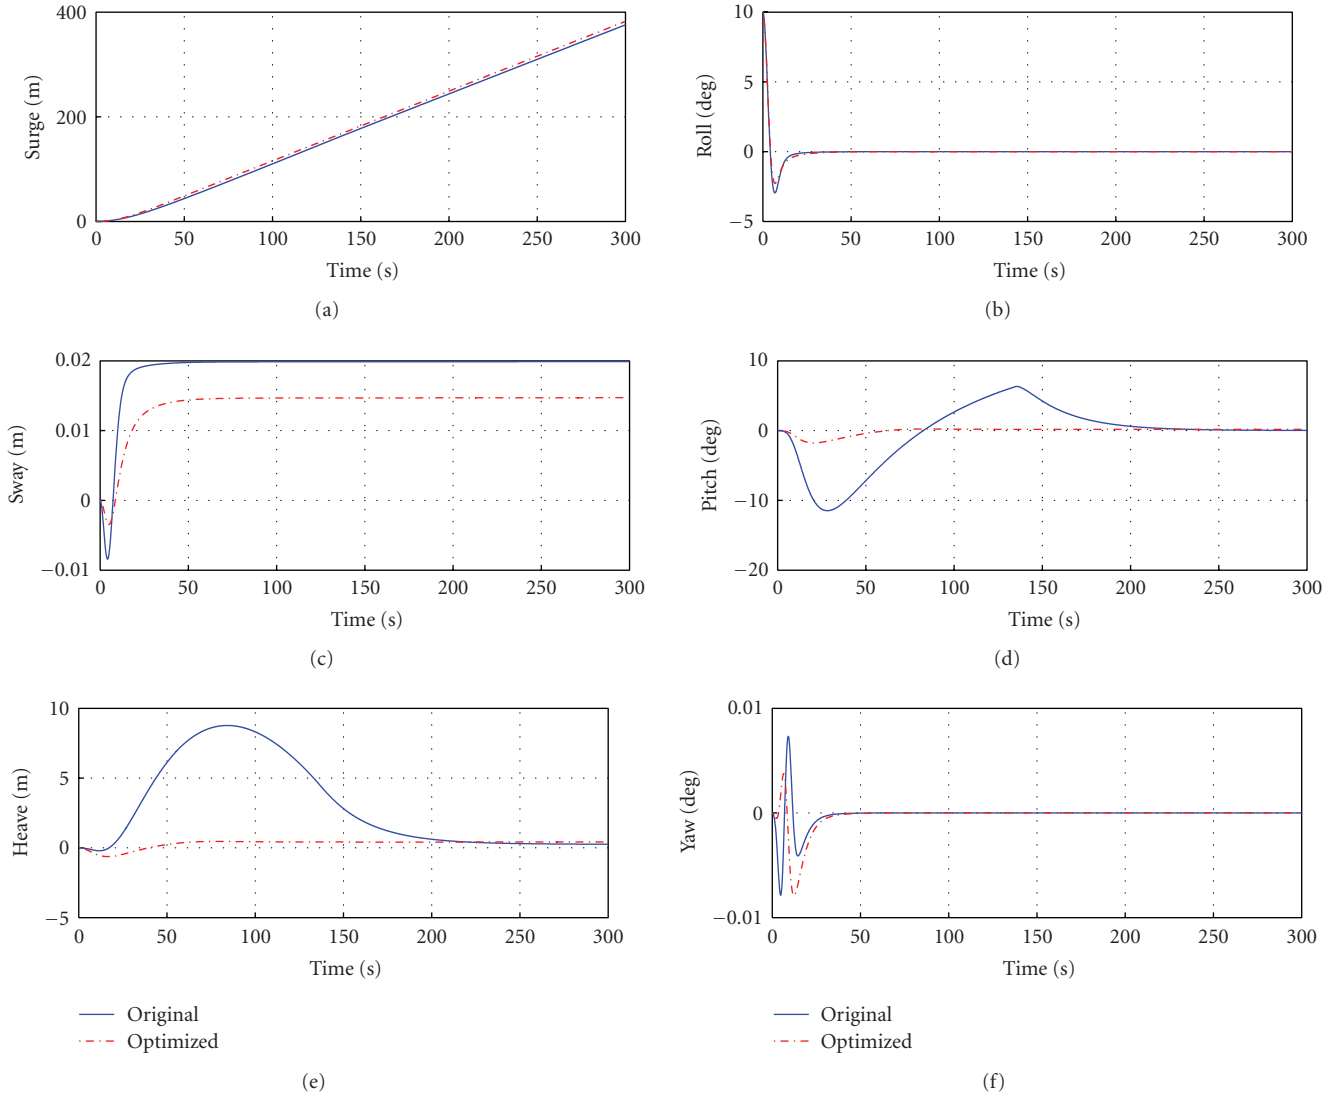 400
200
0
Surge (m)
0 50 100 150 200 250 300
Time (s)
(a)
10
5
0
−5
Roll (deg)
0 50 100 150 200 250 300
Time (s)
(b)
0.02
0.01
0
−0.01
Sway (m)
0 50 100 150 200 250 300
Time (s)
(c)
10
0
−10
−20
Pitch (deg)
0 50 100 150 200 250 300
Time (s)
(d)
10
5
0
−5
Heave (m)
0 50 100 150 200 250 300
Time (s)
Original
Optimized
(e)
0.01
0
−0.01
Yaw (deg)
0 50 100 150 200 250 300
Time (s)
Original
Optimized
(f)